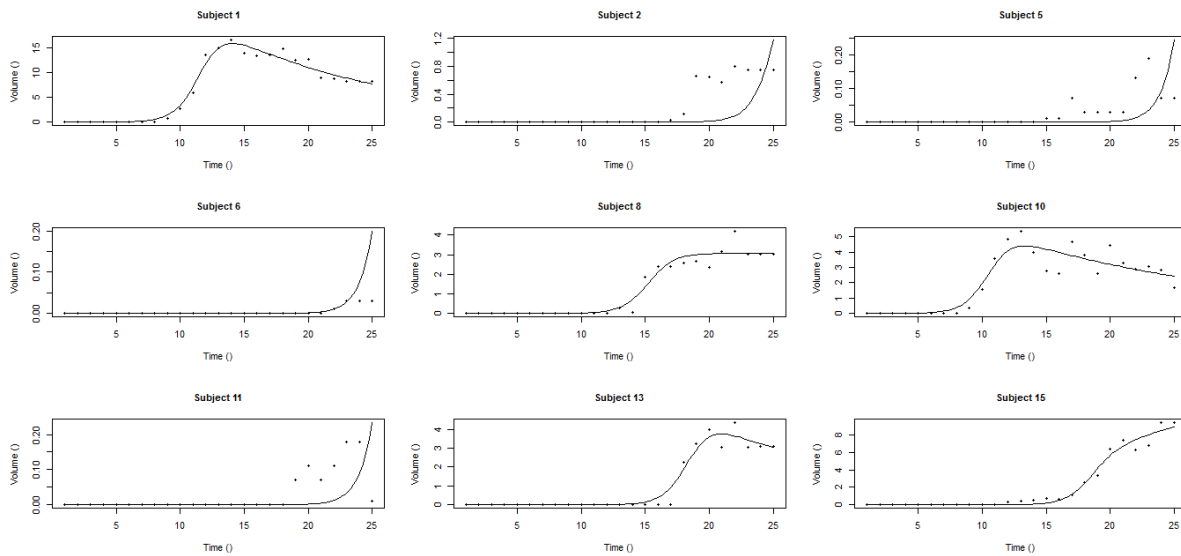 Subject 1 Subject 2 Subject 5
Volume () 0 5 10 15
5 10 15 20 25
Time ()
Volume () 0.0 0.4 0.8 1.2
5 10 15 20 25
Time ()
Volume () 0.00 0.10 0.20
5 10 15 20 25
Time ()
Subject 6 Subject 8 Subject 10
Volume () 0.00 0.10 0.20
5 10 15 20 25
Time ()
Volume () 0 1 2 3 4
5 10 15 20 25
Time ()
Volume () 0 1 2 3 4 5
5 10 15 20 25
Time ()
Subject 11 Subject 13 Subject 15
Volume () 0.00 0.10 0.20
5 10 15 20 25
Time ()
Volume () 0 1 2 3 4
5 10 15 20 25
Time ()
Volume () 0 2 4 6 8
5 10 15 20 25
Time ()